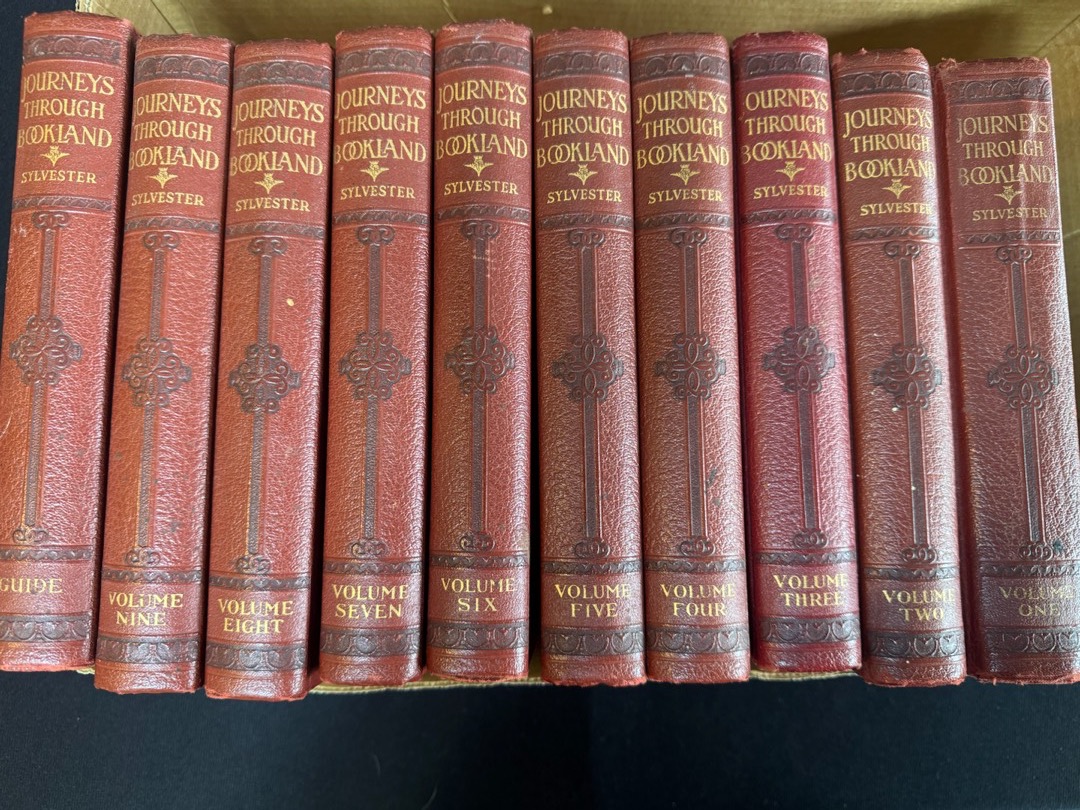 JOURNEYS
THROUGH
BOOKLAND
SYLVESTER
GUIDE
JOURNEYS
THROUGH
BOOKLAND
SYLVESTER
VOLUME
NINE
JOURNEYS
THROUGH
BOOKLAND
SYLVESTER
VOLUME
EIGHT
JOURNEYS
THROUGH
BOOKLAND
SYLVESTER
VOLUME
SEVEN
JOURNEYS
THROUGH
BOOKLAND
SYLVESTER
VOLUME
SIX
JOURNEYS
THROUGH
BOOKLAND
SYLVESTER
VOLUME
FIVE
JOURNEYS
THROUGH
BOOKLAND
SYLVESTER
VOLUME
FOUR
JOURNEYS
THROUGH
BOOKLAND
SYLVESTER
VOLUME
THREE
JOURNEYS
THROUGH
BOOKLAND
SYLVESTER
VOLUME
TWO
JOURNEYS
THROUGH
BOOKLAND
SYLVESTER
VOLUME
ONE